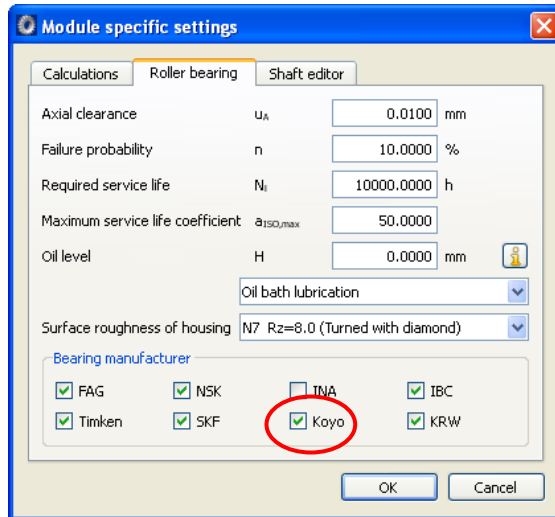 Module specific settings
Calculations Roller bearing Shaft editor
Axial clearance uA 0.0100 mm
Failure probability n 10.0000 %
Required service life Nl 10000.0000 h
Maximum service life coefficient aISO,max 50.0000
Oil level H 0.0000 mm
Oil bath lubrication
Surface roughness of housing N7 Rz=8.0 (Turned with diamond)
Bearing manufacturer
FAG NSK INA IBC
Timken SKF Koyo KRW
OK Cancel